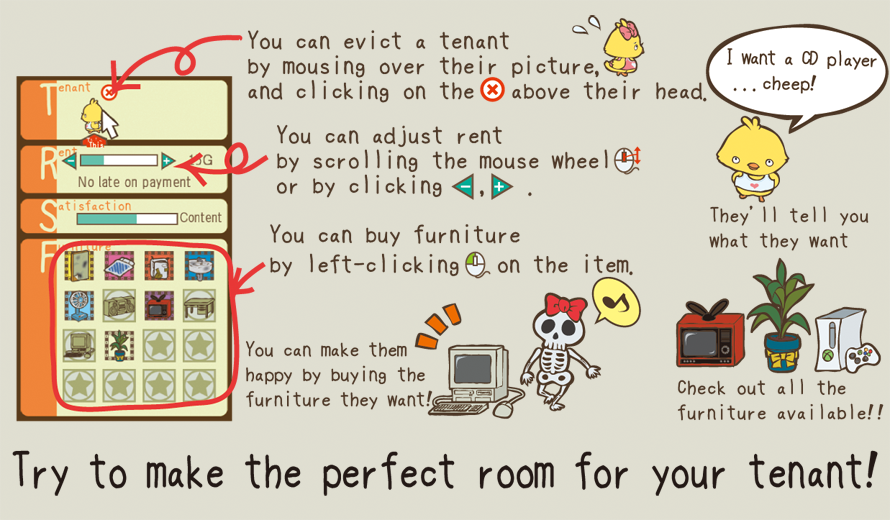 You can evict a tenant
by mousing over their picture,
and clicking on the above their head.
I want a CD player
...cheep!
Tenant
You can adjust rent
by scrolling the mouse wheel
or by clicking , .
Rent
No late on payment
They'll tell you
what they want
Satisfaction
Content
You can buy furniture
by left-clicking on the item.
Furniture
You can make them
happy by buying the
furniture they want!
Check out all the
furniture available!!
Try to make the perfect room for your tenant!